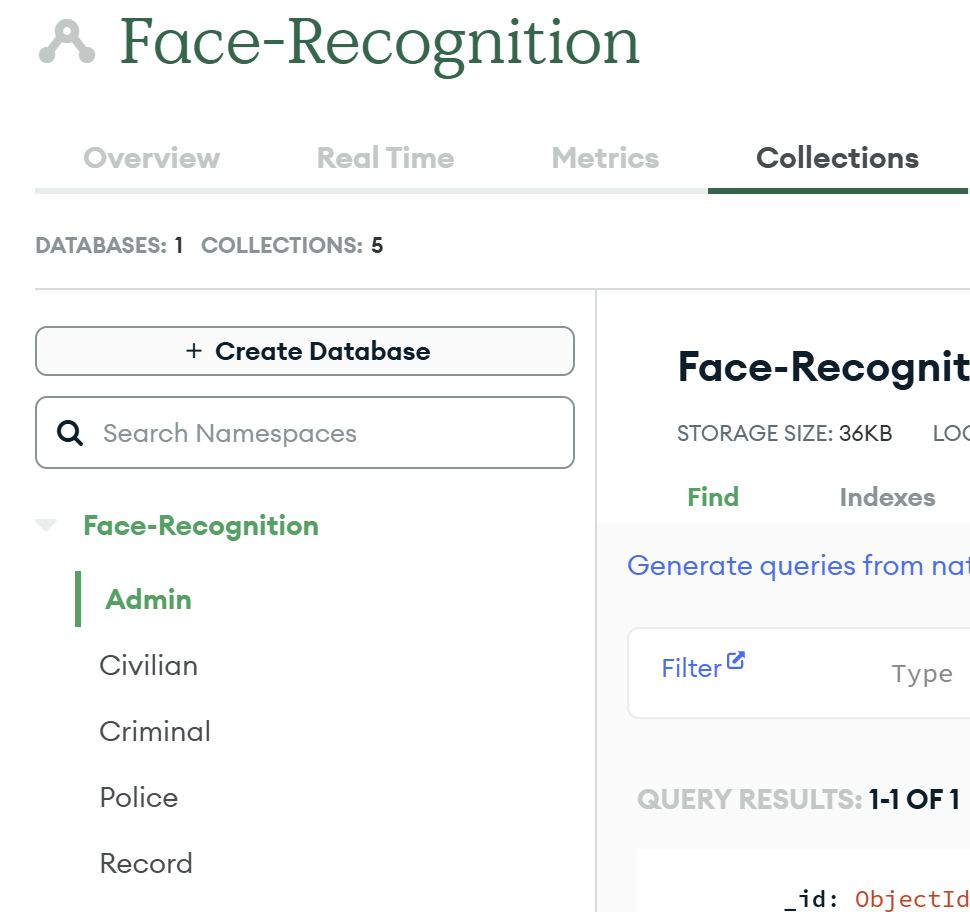 Face-Recognition
Overview Real Time Metrics Collections
DATABASES: 1 COLLECTIONS: 5
+ Create Database
Search Namespaces
Face-Recognition
Admin
Civilian
Criminal
Police
Record
Face-Recognit
STORAGE SIZE: 36KB LOC
Find Indexes
Generate queries from nat
Filter Type
QUERY RESULTS: 1-1 OF 1
_id: ObjectId